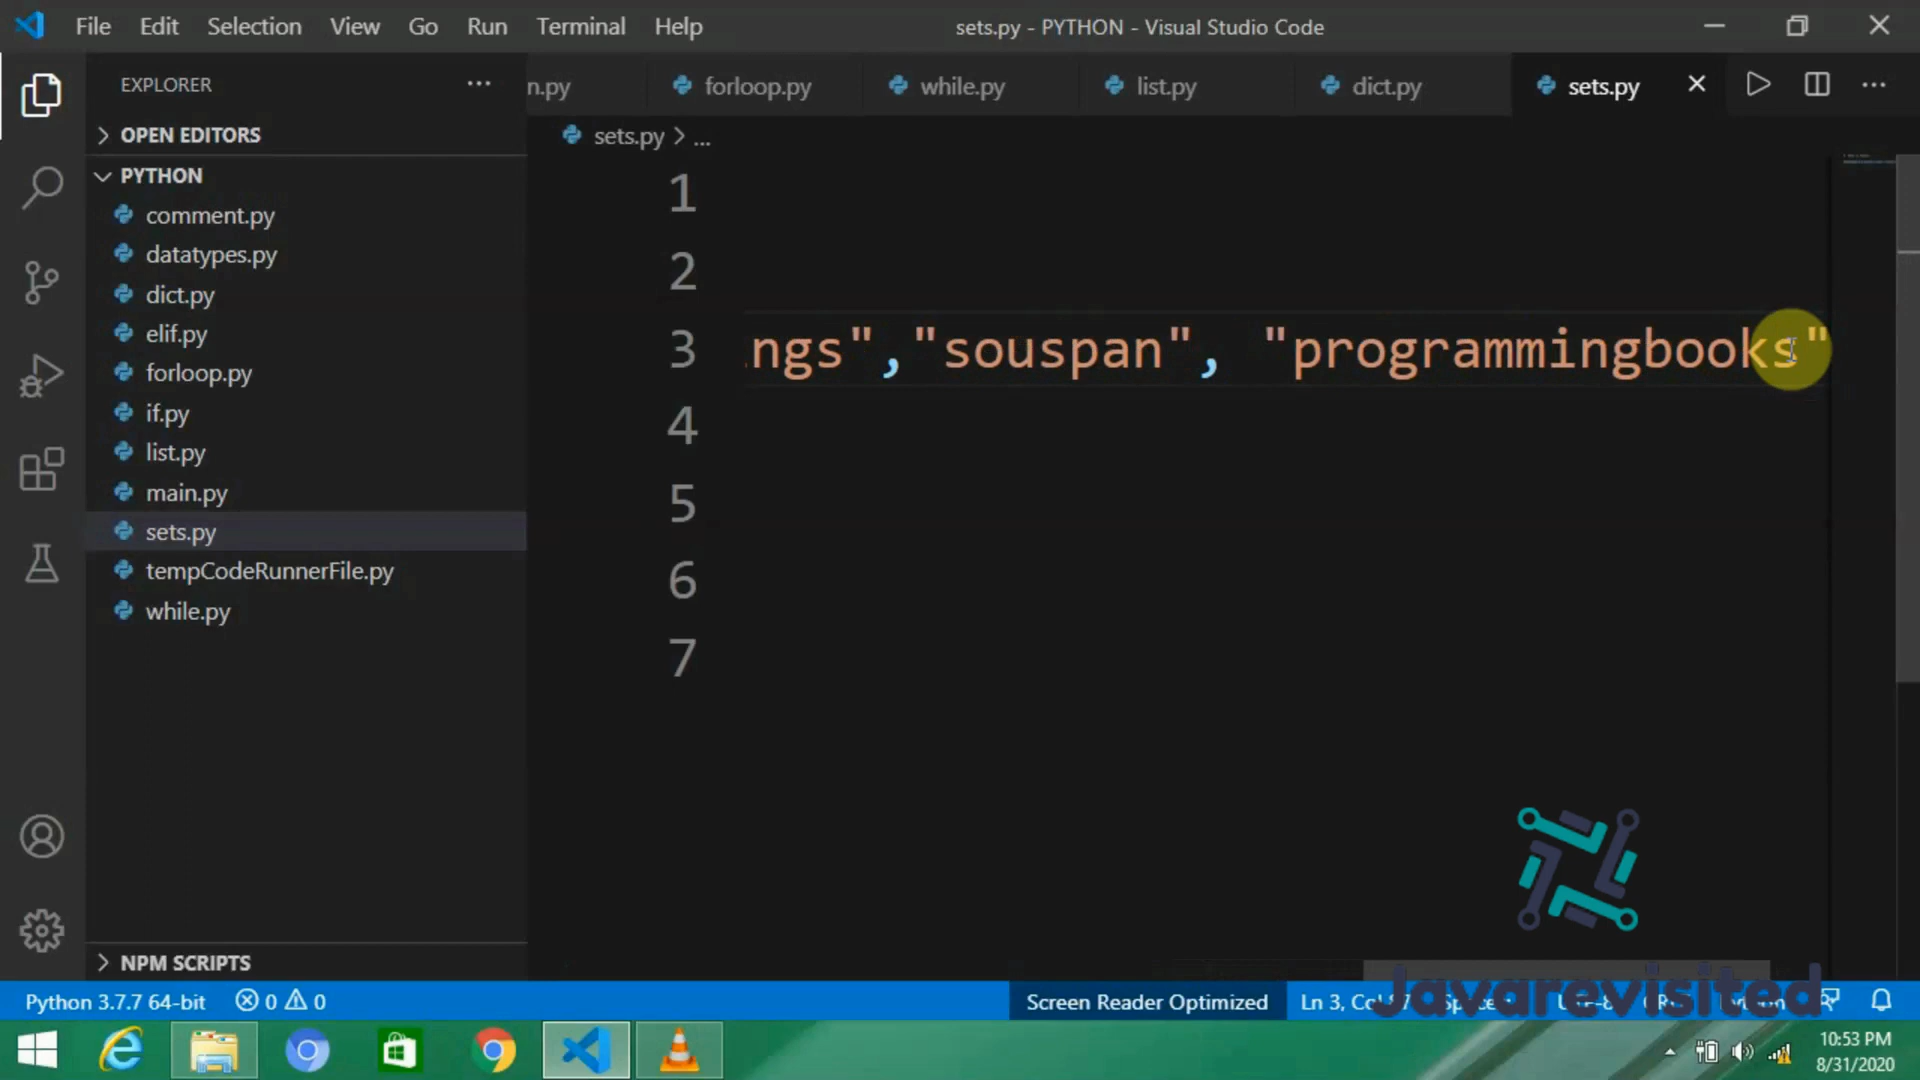 File Edit Selection View Go Run Terminal Help
sets.py - PYTHON - Visual Studio Code
EXPLORER
n.py forloop.py while.py list.py dict.py sets.py
OPEN EDITORS
sets.py > ...
PYTHON
comment.py
datatypes.py
dict.py
elif.py
forloop.py
if.py
list.py
main.py
sets.py
tempCodeRunnerFile.py
while.py
1
2
3 ngs","souspan", "programmingbooks"
4
5
6
7
NPM SCRIPTS
Python 3.7.7 64-bit 0 0
Screen Reader Optimized
Ln 3,
Javarevisited
10:53 PM
8/31/2020